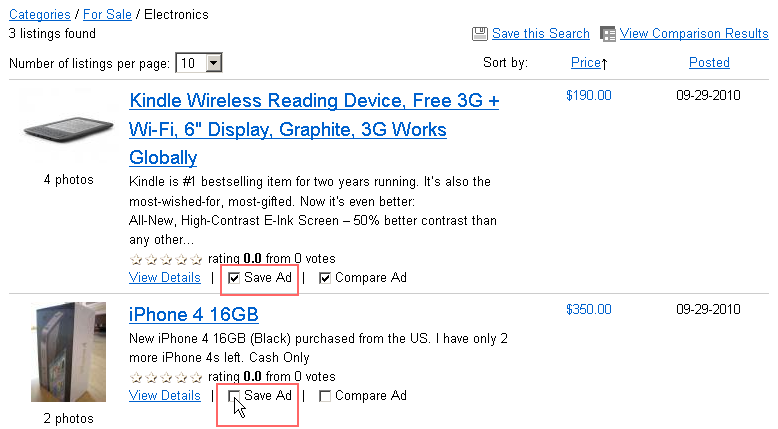 Categories / For Sale / Electronics
3 listings found
Save this Search View Comparison Results
Number of listings per page: 10 Sort by: Price↑ Posted
Kindle Wireless Reading Device, Free 3G + $190.00 09-29-2010
Wi-Fi, 6" Display, Graphite, 3G Works
Globally
4 photos
Kindle is #1 bestselling item for two years running. It's also the
most-wished-for, most-gifted. Now it's even better:
All-New, High-Contrast E-Ink Screen – 50% better contrast than
any other...
rating 0.0 from 0 votes
View Details | Save Ad | Compare Ad
iPhone 4 16GB $350.00 09-29-2010
New iPhone 4 16GB (Black) purchased from the US. I have only 2
more iPhone 4s left. Cash Only
rating 0.0 from 0 votes
View Details | Save Ad | Compare Ad
2 photos